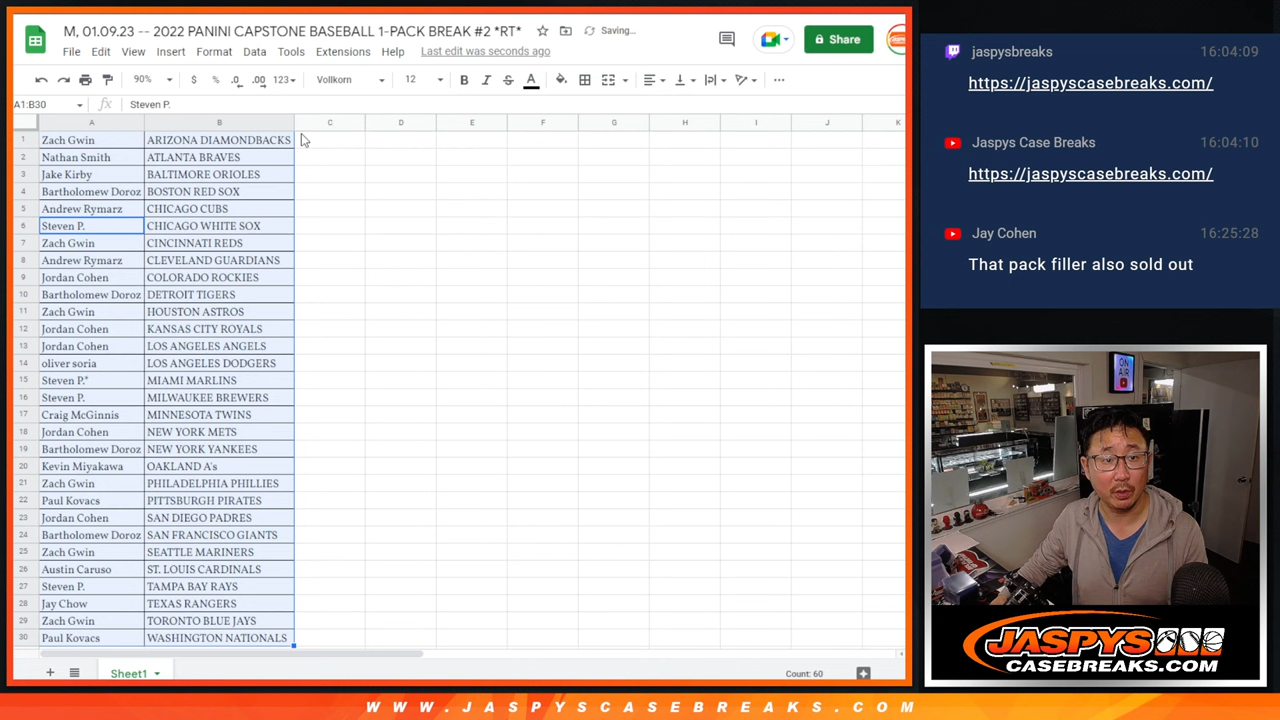 M, 01.09.23 -- 2022 PANINI CAPSTONE BASEBALL 1-PACK BREAK #2 *RT*
Saving...
Share
File Edit View Insert Format Data Tools Extensions Help Last edit was seconds ago
90% $ % .0 .00 123 Vollkorn 12 B I S A
A1:B30 fx Steven P.
A B C D E F G H I J K
1 Zach Gwin ARIZONA DIAMONDBACKS
2 Nathan Smith ATLANTA BRAVES
3 Jake Kirby BALTIMORE ORIOLES
4 Bartholomew Doroz BOSTON RED SOX
5 Andrew Rymarz CHICAGO CUBS
6 Steven P. CHICAGO WHITE SOX
7 Zach Gwin CINCINNATI REDS
8 Andrew Rymarz CLEVELAND GUARDIANS
9 Jordan Cohen COLORADO ROCKIES
10 Bartholomew Doroz DETROIT TIGERS
11 Zach Gwin HOUSTON ASTROS
12 Jordan Cohen KANSAS CITY ROYALS
13 Jordan Cohen LOS ANGELES ANGELS
14 oliver soria LOS ANGELES DODGERS
15 Steven P.* MIAMI MARLINS
16 Steven P. MILWAUKEE BREWERS
17 Craig McGinnis MINNESOTA TWINS
18 Jordan Cohen NEW YORK METS
19 Bartholomew Doroz NEW YORK YANKEES
20 Kevin Miyakawa OAKLAND A's
21 Zach Gwin PHILADELPHIA PHILLIES
22 Paul Kovacs PITTSBURGH PIRATES
23 Jordan Cohen SAN DIEGO PADRES
24 Bartholomew Doroz SAN FRANCISCO GIANTS
25 Zach Gwin SEATTLE MARINERS
26 Austin Caruso ST. LOUIS CARDINALS
27 Steven P. TAMPA BAY RAYS
28 Jay Chow TEXAS RANGERS
29 Zach Gwin TORONTO BLUE JAYS
30 Paul Kovacs WASHINGTON NATIONALS
Sheet1
Count: 60
jaspysbreaks 16:04:09
https://jaspyscasebreaks.com/
Jaspys Case Breaks 16:04:10
https://jaspyscasebreaks.com/
Jay Cohen 16:25:28
That pack filler also sold out
ON
AIR
JASPYS
CASEBREAKS.COM
WWW.JASPYSCASEBREAKS.COM